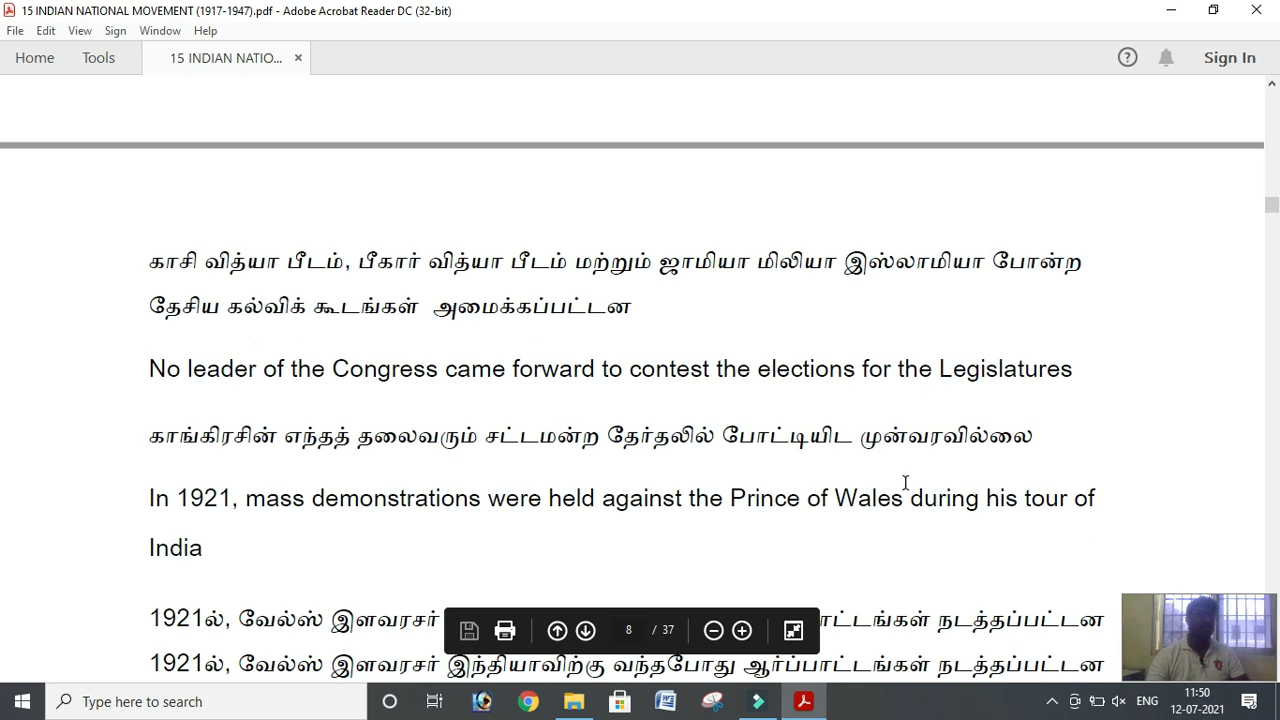 15 INDIAN NATIONAL MOVEMENT (1917-1947).pdf - Adobe Acrobat Reader DC (32-bit)
File Edit View Sign Window Help
Home Tools 15 INDIAN NATIO... × Sign In
காசி வித்யா பீடம், பீகார் வித்யா பீடம் மற்றும் ஜாமியா மிலியா இஸ்லாமியா போன்ற
தேசிய கல்விக் கூடங்கள் அமைக்கப்பட்டன
No leader of the Congress came forward to contest the elections for the Legislatures
காங்கிரசின் எந்தத் தலைவரும் சட்டமன்ற தேர்தலில் போட்டியிட முன்வரவில்லை
In 1921, mass demonstrations were held against the Prince of Wales during his tour of
India
1921ல், வேல்ஸ் இளவரசர் பாட்டங்கள் நடத்தப்பட்டன
8 / 37
1921ல், வேல்ஸ் இளவரசர் இந்தியாவிற்கு வந்தபோது ஆர்ப்பாட்டங்கள் நடத்தப்பட்டன
Type here to search
ENG
11:50
12-07-2021